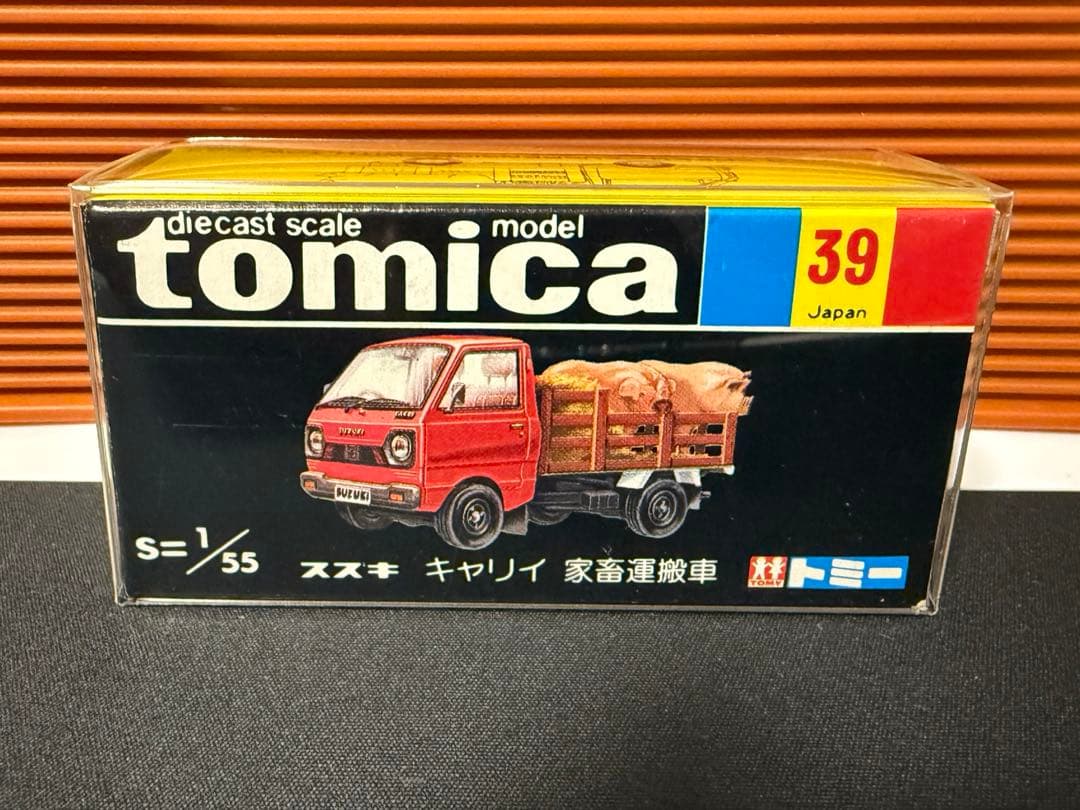 diecast scale model
tomica
39
Japan
SUZUKI
SUZUKI
S=1/55
スズキ キャリイ 家畜運搬車
TOMY
トミー